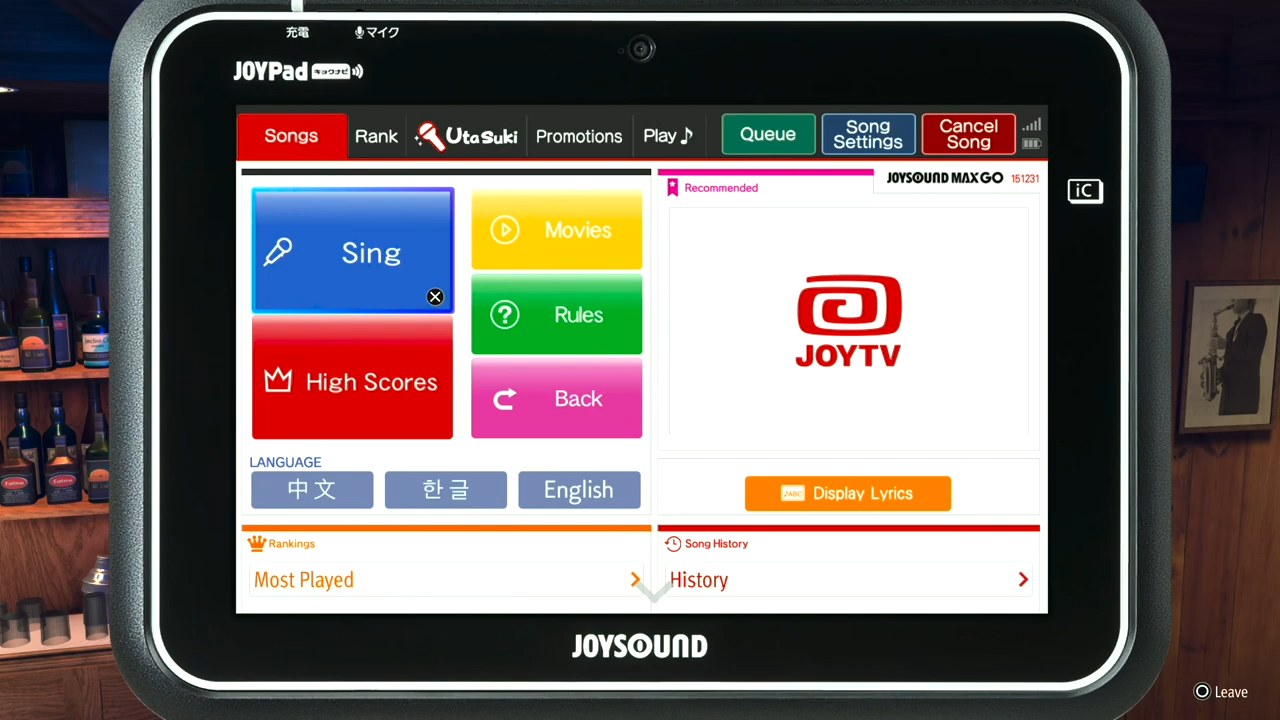 充電 マイク
JOYPad キョクナビ
Songs Rank UtaSuki Promotions Play♪ Queue Song Settings Cancel Song
Recommended
JOYSOUND MAX GO 151231
iC
Sing
Movies
Rules
High Scores
Back
JOYTV
LANGUAGE
中文 한글 English
♪ABC Display Lyrics
Rankings
Song History
Most Played
History
JOYSOUND
Leave